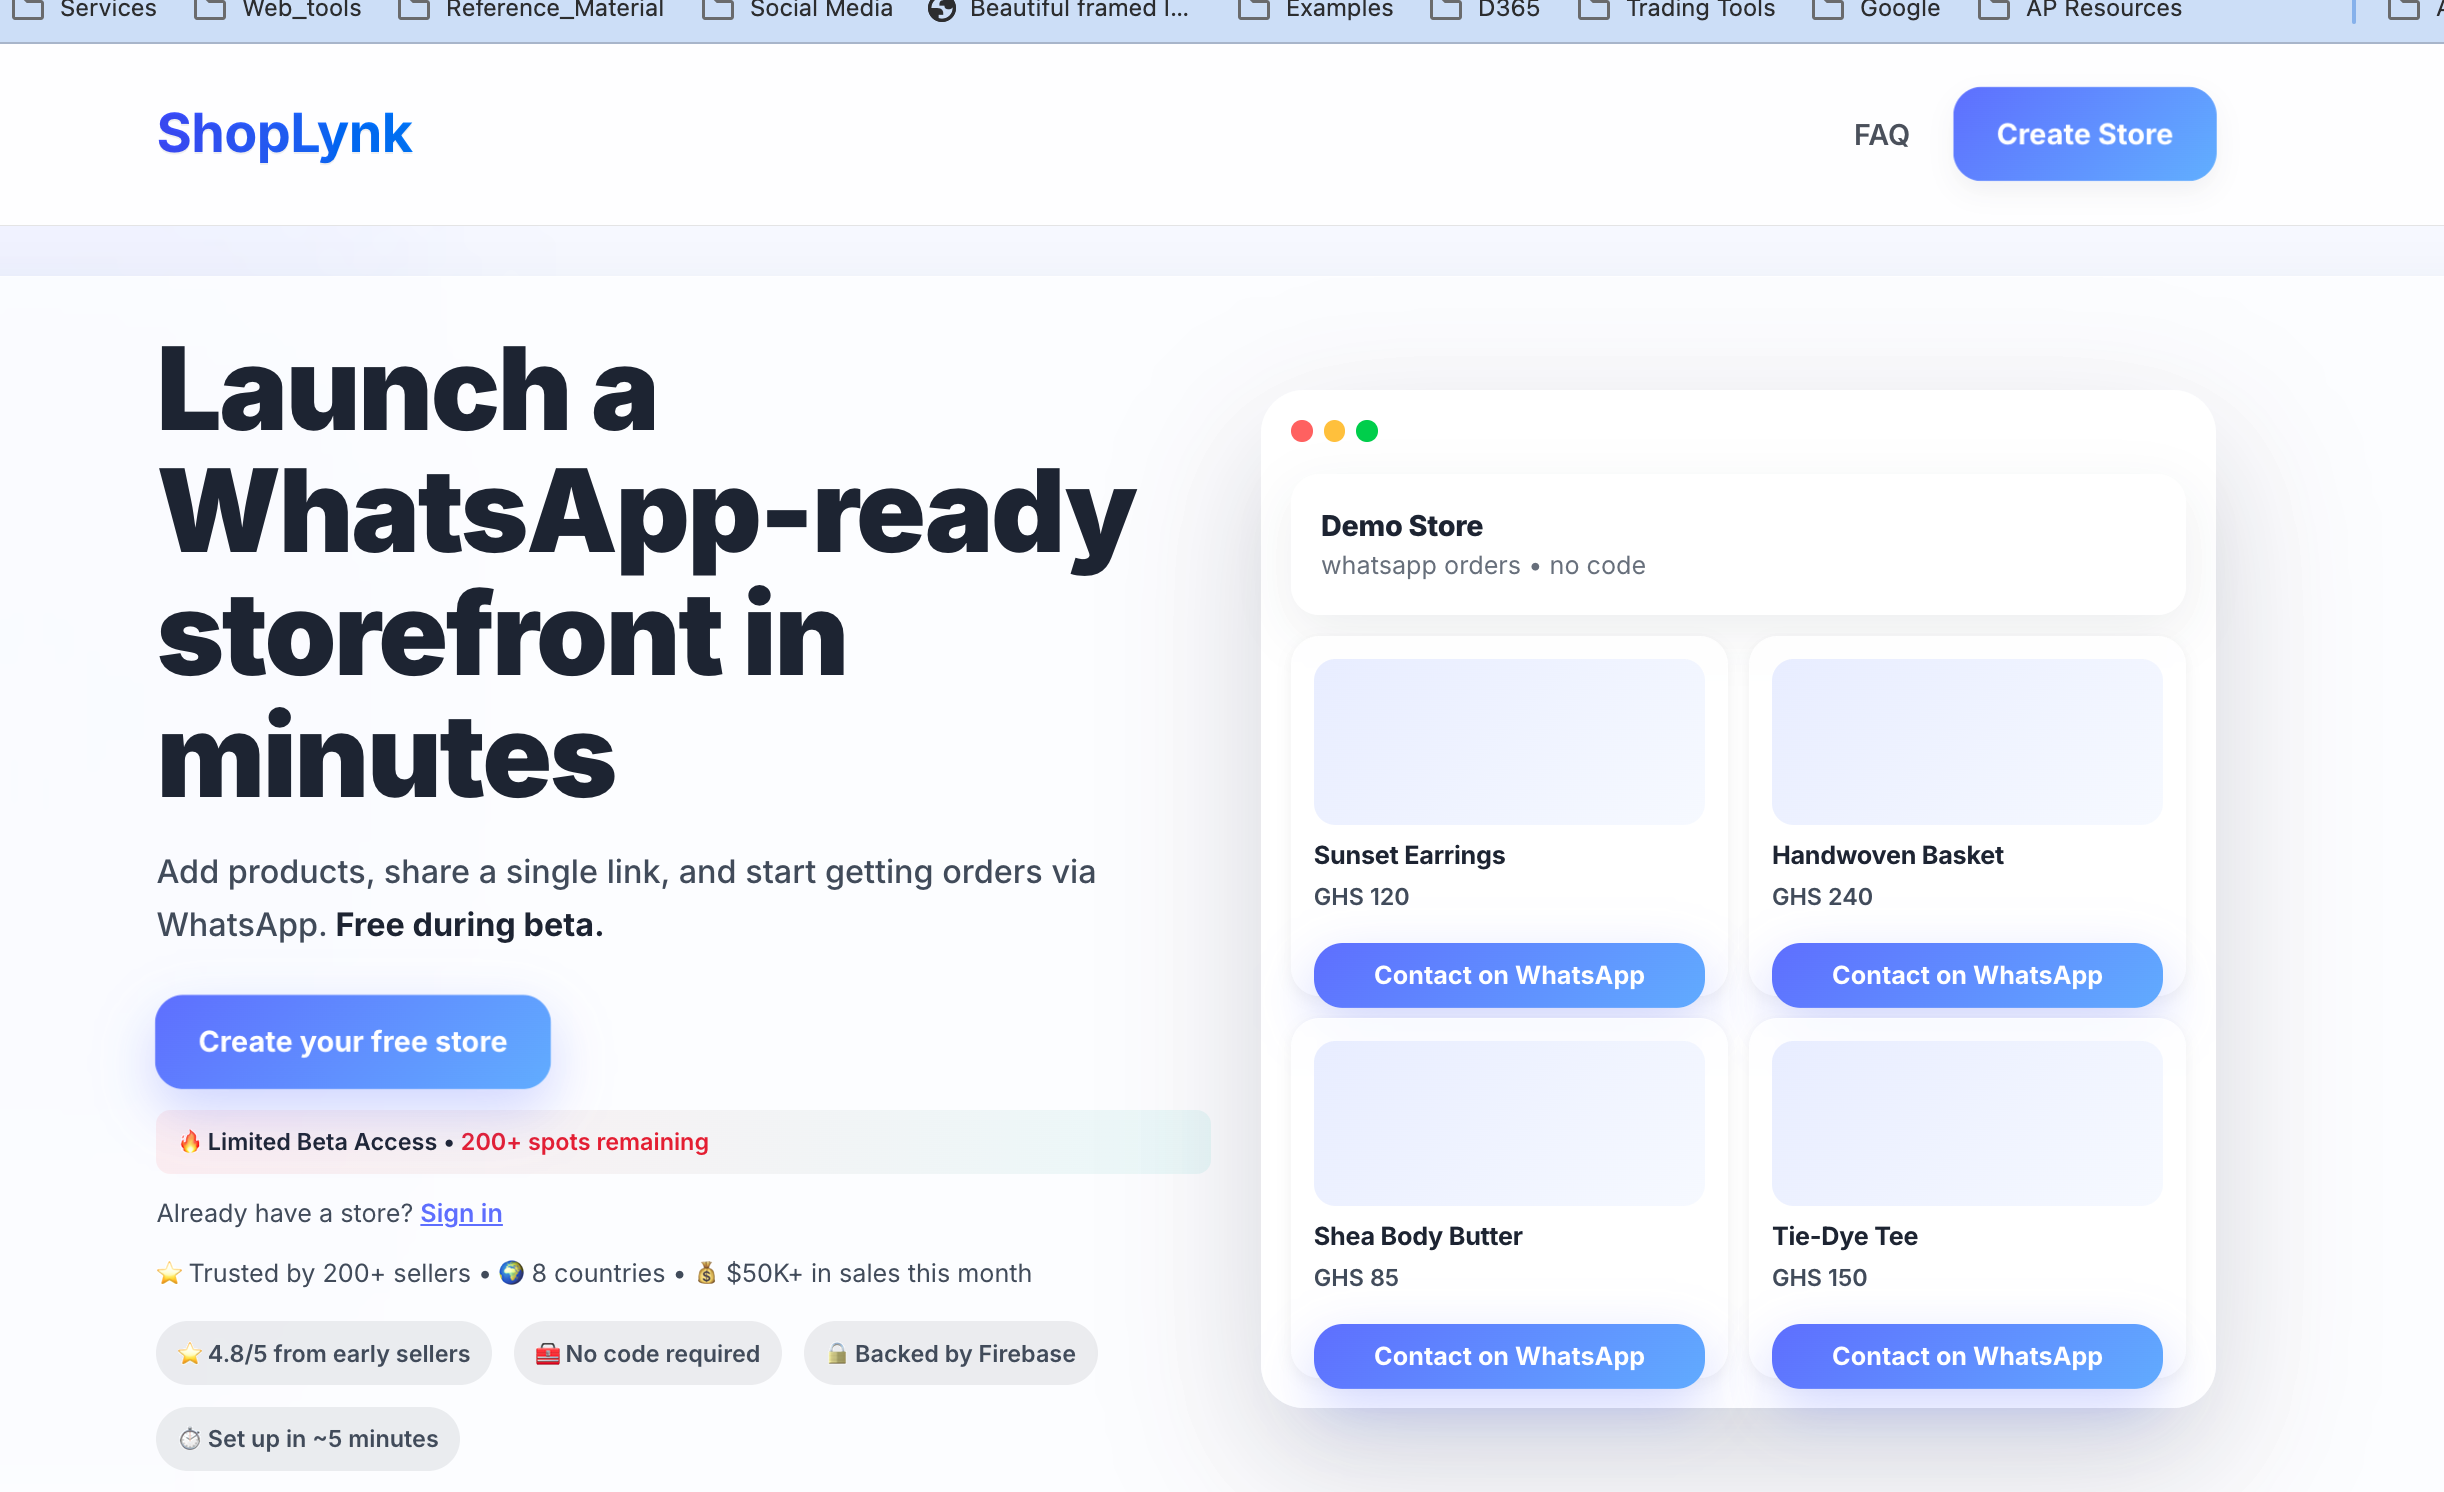 Services Web_tools Reference_Material Social Media Beautiful framed l... Examples D365 Trading Tools Google AP Resources
ShopLynk
FAQ
Create Store
Launch a
WhatsApp-ready
storefront in
minutes
Add products, share a single link, and start getting orders via
WhatsApp. Free during beta.
Create your free store
🔥 Limited Beta Access • 200+ spots remaining
Already have a store? Sign in
⭐ Trusted by 200+ sellers • 🌍 8 countries • 💰 $50K+ in sales this month
⭐ 4.8/5 from early sellers
🧰 No code required
🔒 Backed by Firebase
⏱️ Set up in ~5 minutes
Demo Store
whatsapp orders • no code
Sunset Earrings
GHS 120
Contact on WhatsApp
Handwoven Basket
GHS 240
Contact on WhatsApp
Shea Body Butter
GHS 85
Contact on WhatsApp
Tie-Dye Tee
GHS 150
Contact on WhatsApp